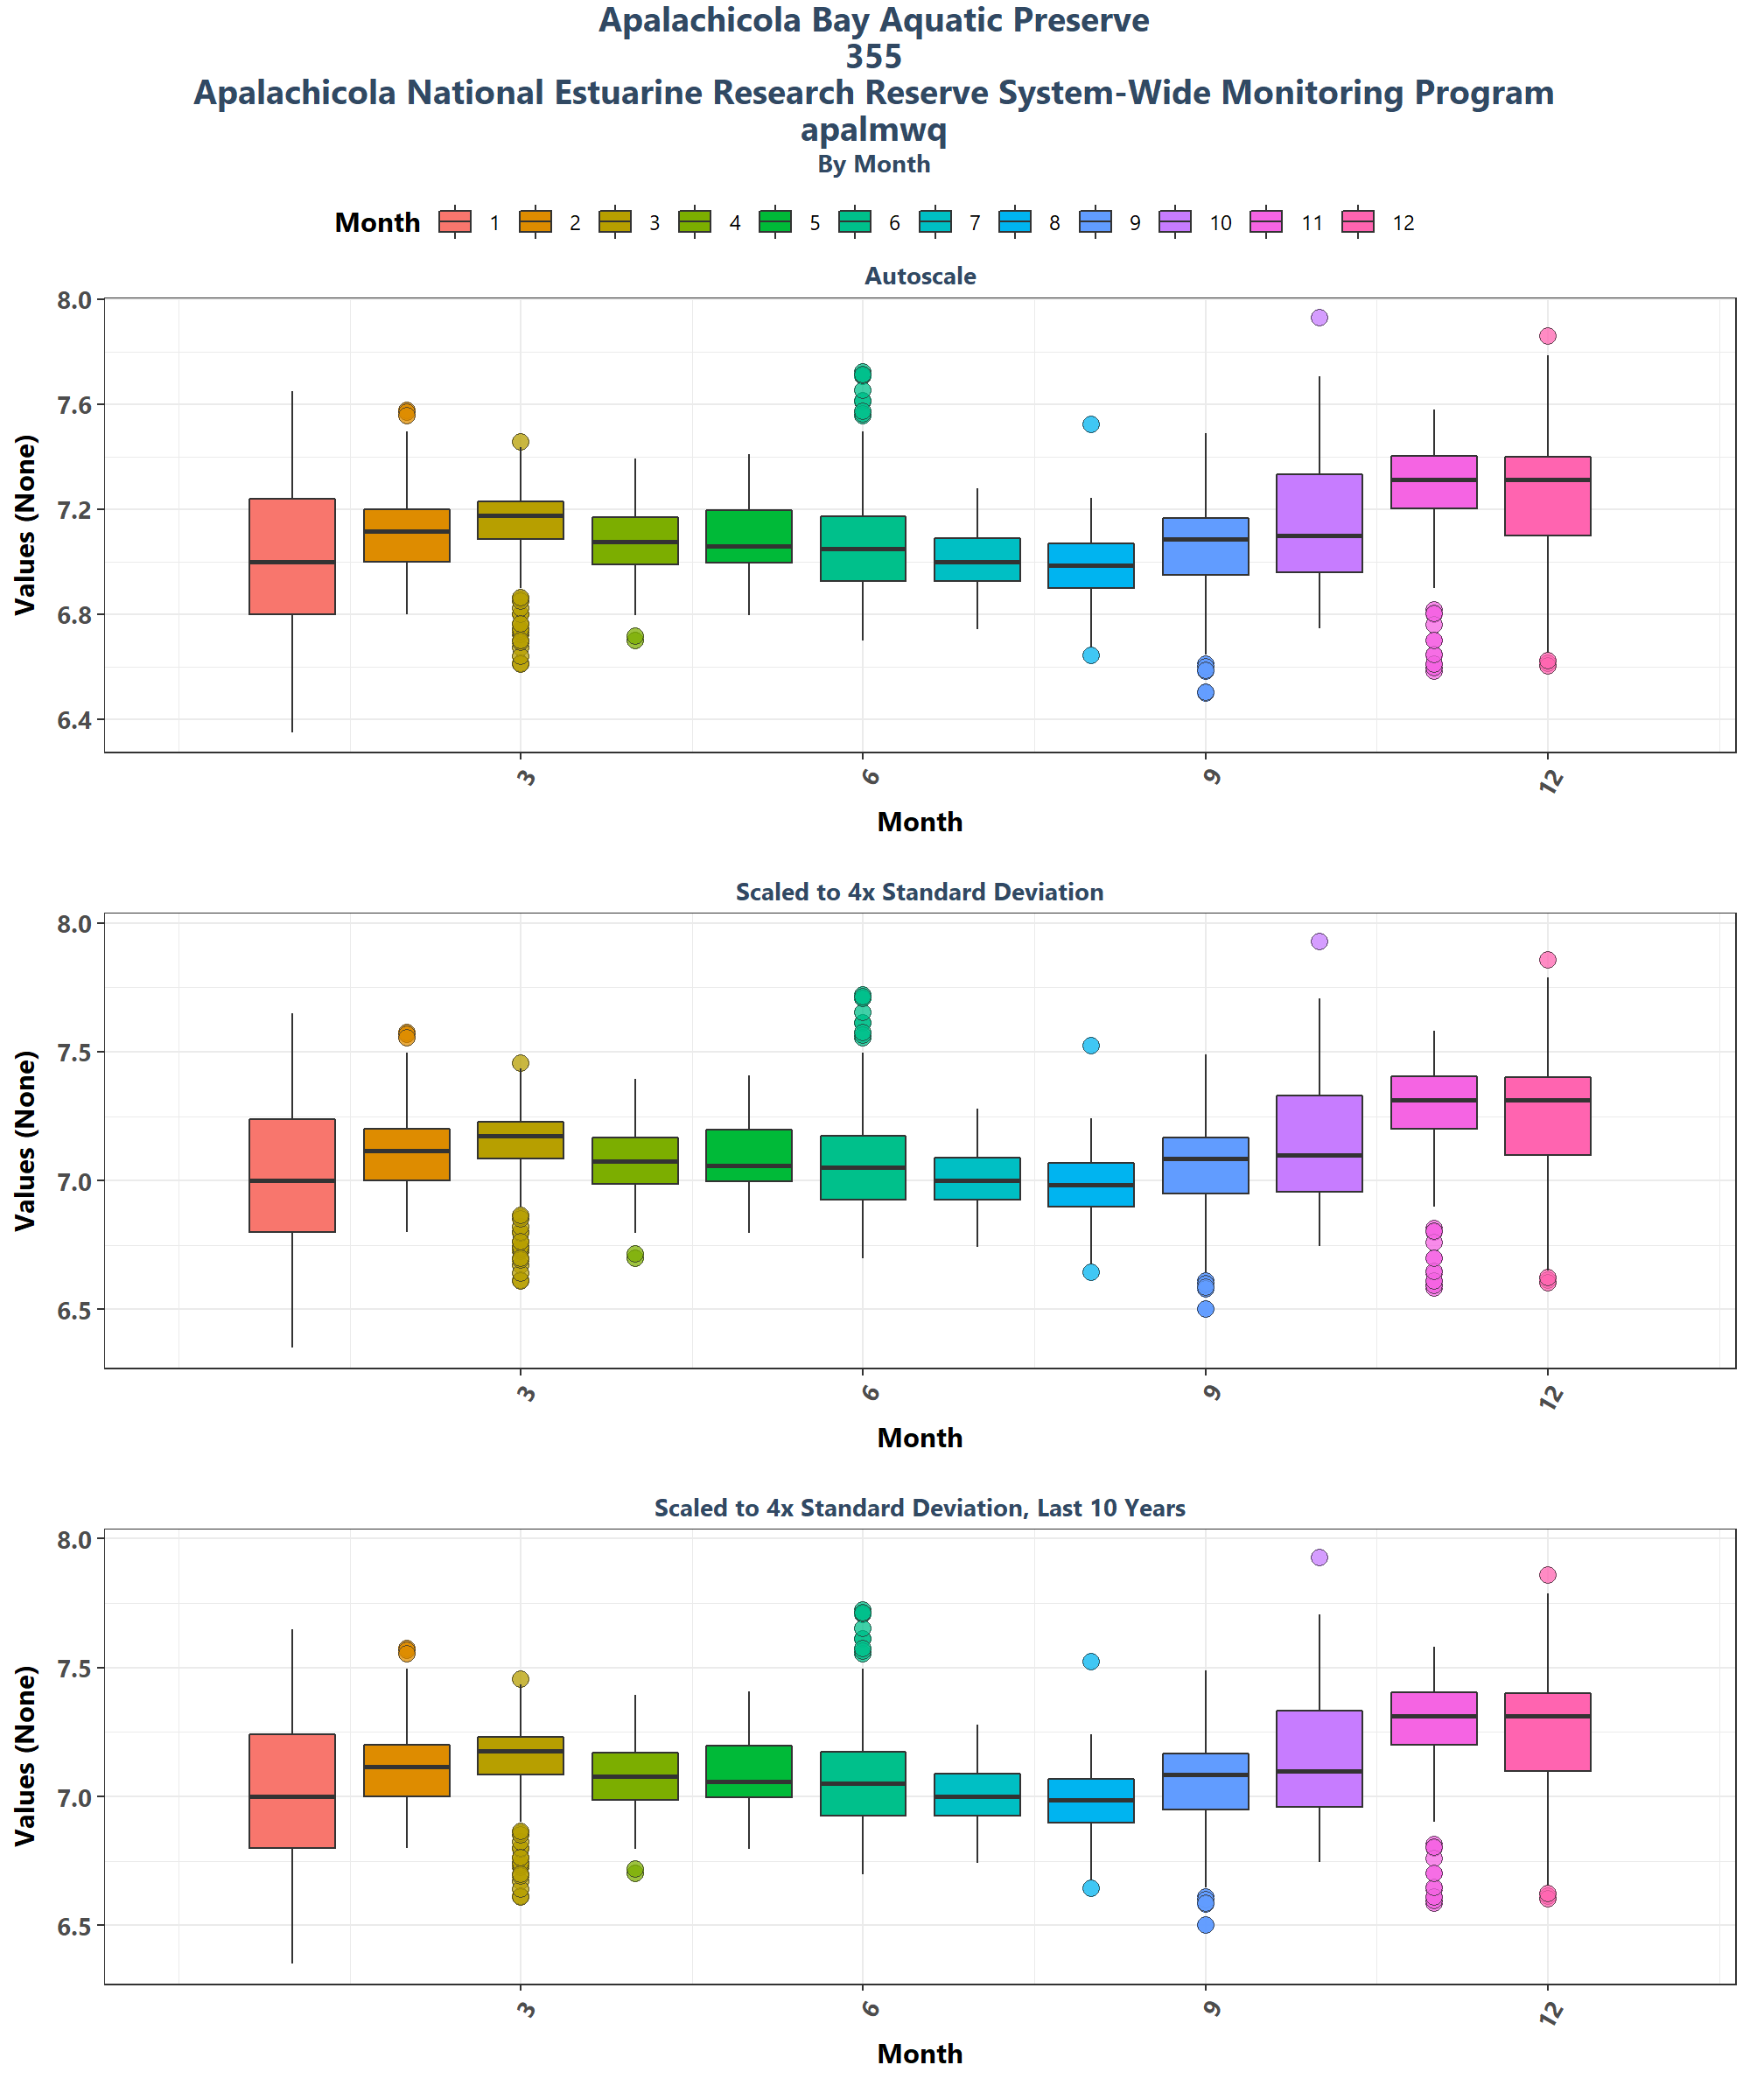 Apalachicola Bay Aquatic Preserve
355
Apalachicola National Estuarine Research Reserve System-Wide Monitoring Program
apalmwq
By Month
Month 1 2 3 4 5 6 7 8 9 10 11 12
Autoscale
Values (None)
8.0
7.6
7.2
6.8
6.4
3 6 9 12
Month
Scaled to 4x Standard Deviation
Values (None)
8.0
7.5
7.0
6.5
3 6 9 12
Month
Scaled to 4x Standard Deviation, Last 10 Years
Values (None)
8.0
7.5
7.0
6.5
3 6 9 12
Month